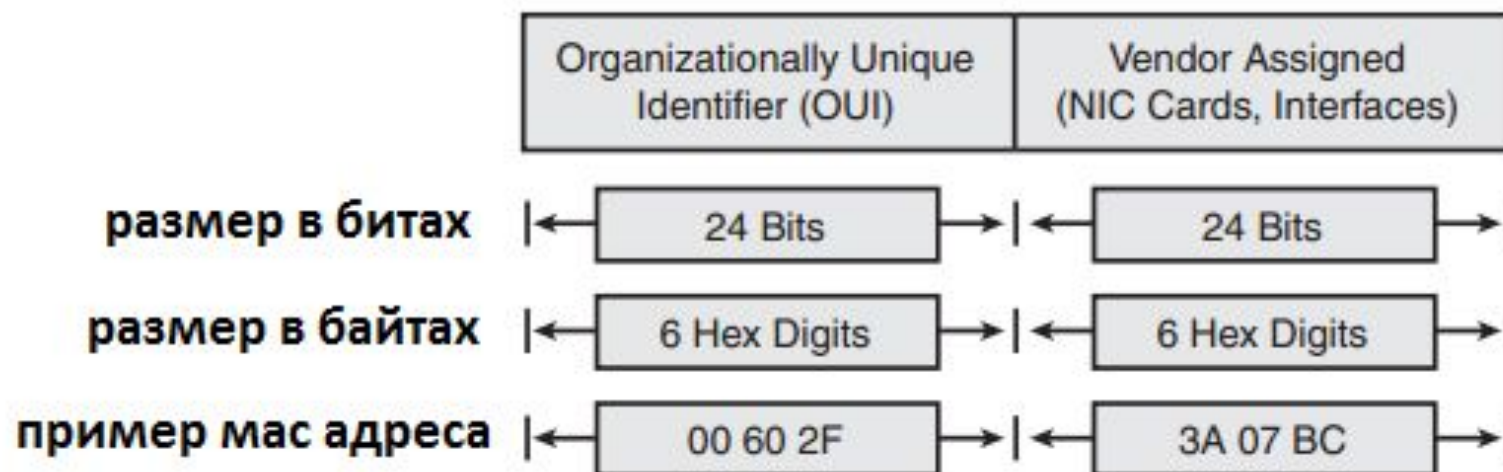 Organizationally Unique
Identifier (OUI)
Vendor Assigned
(NIC Cards, Interfaces)
размер в битах
24 Bits
24 Bits
размер в байтах
6 Hex Digits
6 Hex Digits
пример мас адреса
00 60 2F
3A 07 BC